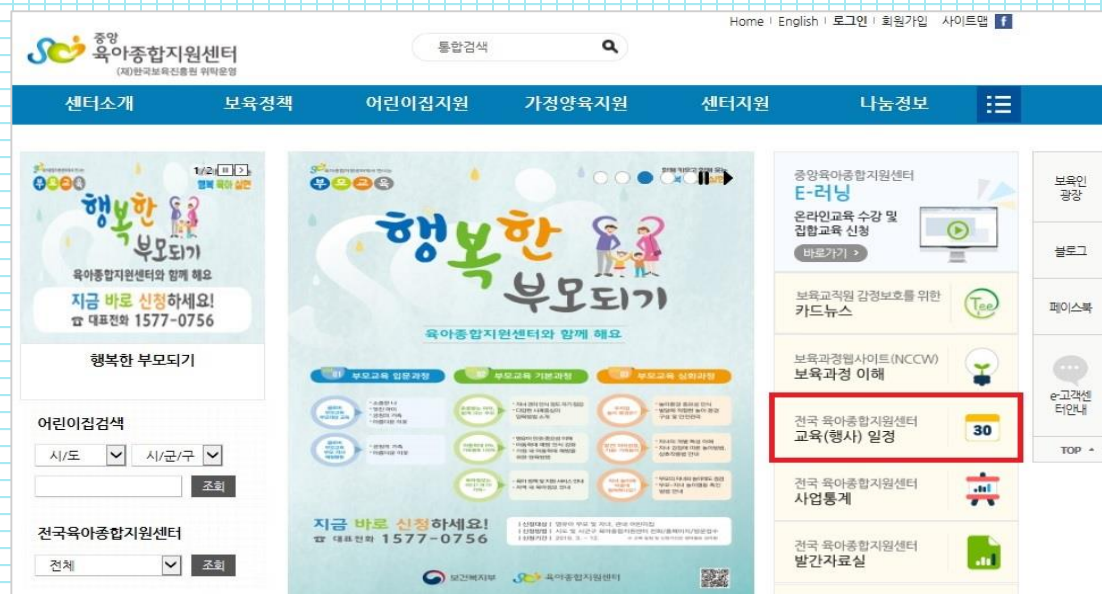 Home English 로그인 회원가입 사이트맵 f
중앙
육아종합지원센터
(재)한국보육진흥원 위탁운영
통합검색
센터소개 보육정책 어린이집지원 가정양육지원 센터지원 나눔정보
부모교육
1/2
행복 육아 실현
행복한
부모되기
육아종합지원센터와 함께 해요
지금 바로 신청하세요!
☎ 대표전화 1577-0756
행복한 부모되기
어린이집검색
시/도 시/군/구
조회
전국육아종합지원센터
전체 조회
부모교육
행복한
부모되기
육아종합지원센터와 함께 해요
01 부모교육 입문과정 02 부모교육 기본과정 03 부모교육 심화과정
지금 바로 신청하세요!
☎ 대표전화 1577-0756
보건복지부 육아종합지원센터
중앙육아종합지원센터
E-러닝
온라인교육 수강 및
집합교육 신청
바로가기 >
보육교직원 감정보호를 위한
카드뉴스
Tee
보육과정웹사이트(NCCW)
보육과정 이해
전국 육아종합지원센터
교육(행사) 일정
30
전국 육아종합지원센터
사업통계
전국 육아종합지원센터
발간자료실
보육인
광장
블로그
페이스북
e-고객센
터안내
TOP